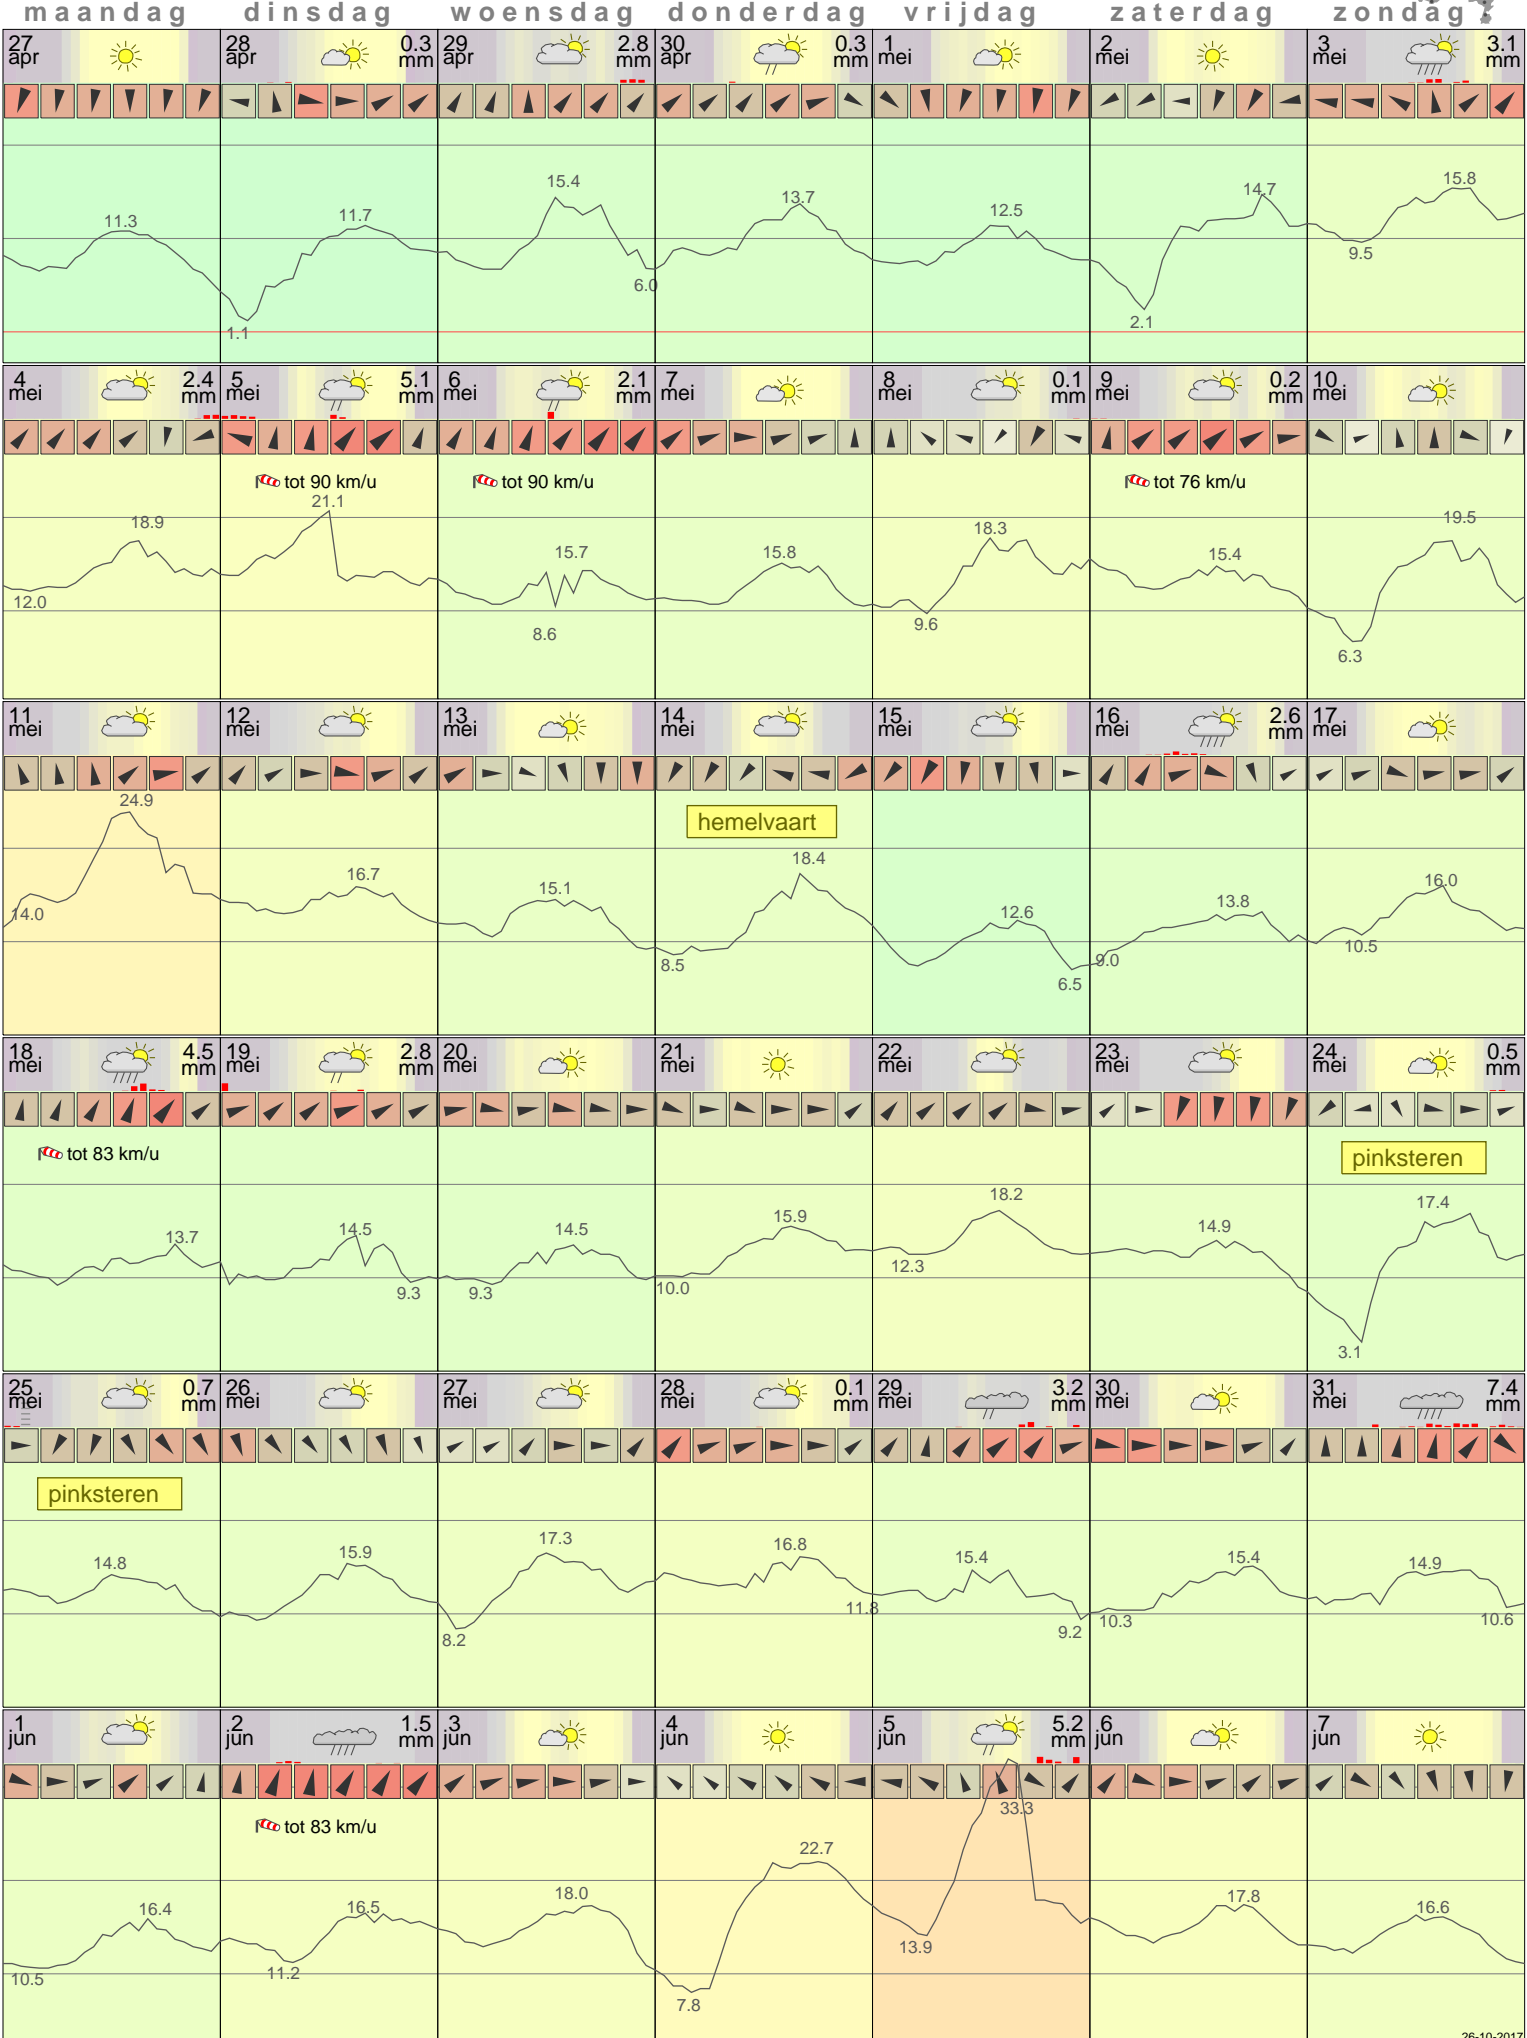 maandag dinsdag woensdag donderdag vrijdag zaterdag zondag
27 28 0.3 29 2.8 30 0.3 1 2 3 3.1
apr apr mm apr mm apr mm mei mei mei mm
15.4 14.7 15.8
11.3 11.7 13.7 12.5
9.5
6.0
1.1 2.1
4 2.4 5 5.1 6 2.1 7 8 0.1 9 0.2 10
mei mm mei mm mei mm mei mei mm mei mm mei
tot 90 km/u tot 90 km/u tot 76 km/u
21.1
18.9 18.3 19.5
15.7 15.8 15.4
12.0
8.6 9.6
6.3
11 12 13 14 15 16 2.6 17
mei mei mei mei mei mei mm mei
24.9
hemelvaart
18.4
16.7 15.1 16.0
14.0 12.6 13.8
10.5
8.5 6.5 9.0
18 4.5 19 2.8 20 21 22 23 24 0.5
mei mm mei mm mei mei mei mei mei mm
tot 83 km/u pinksteren
18.2 17.4
13.7 14.5 14.5 15.9 14.9
12.3
9.3 9.3 10.0
3.1
25 0.7 26 27 28 0.1 29 3.2 30 31 7.4
mei mm mei mei mei mm mei mm mei mei mm
pinksteren
17.3 16.8
14.8 15.9 15.4 15.4 14.9
11.8
8.2 9.2 10.3 10.6
1 2 1.5 3 4 5 5.2 6 7
jun jun mm jun jun jun mm jun jun
33.3
tot 83 km/u
22.7
16.4 16.5 18.0 17.8 16.6
13.9
10.5 11.2
7.8
26-10-2017